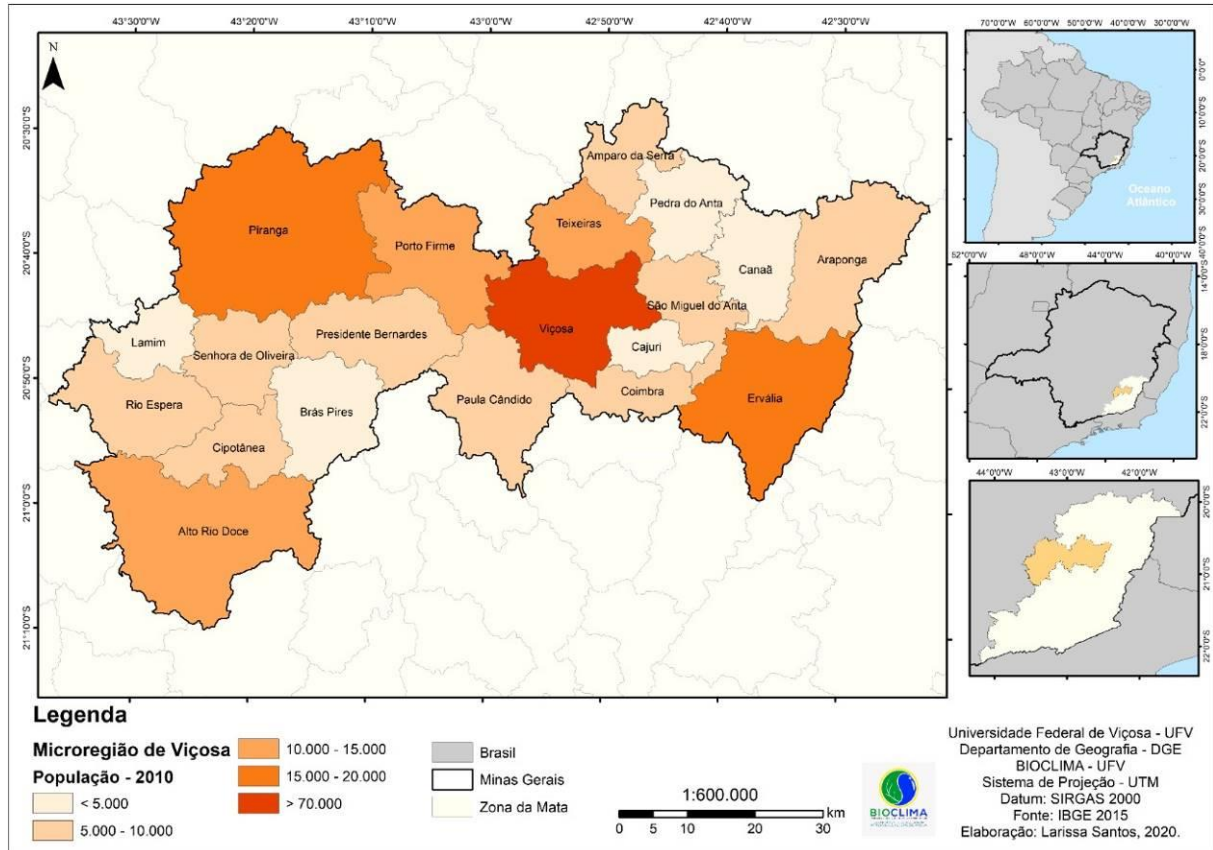 43°30'0"W 43°20'0"W 43°10'0"W 43°0'0"W 42°50'0"W 42°40'0"W 42°30'0"W
N
20°30'0"S
20°40'0"S
20°50'0"S
21°0'0"S
21°10'0"S
Amparo da Serra
Pedra do Anta
Piranga
Teixeiras
Porto Firme
Canaã
Araponga
São Miguel do Anta
Viçosa
Presidente Bernardes
Lamim
Senhora de Oliveira
Cajuri
Coimbra
Rio Espera
Brás Pires
Paula Cândido
Ervália
Cipotânea
Alto Rio Doce
70°0'0"W 60°0'0"W 50°0'0"W 40°0'0"W 30°0'0"W
0°0'0"
10°0'0"S
20°0'0"S
30°0'0"S
40°0'0"S
Oceano
Atlântico
52°0'0"W 48°0'0"W 44°0'0"W 40°0'0"W
14°0'0"S
18°0'0"S
22°0'0"S
44°0'0"W 43°0'0"W 42°0'0"W
20°0'0"S
21°0'0"S
22°0'0"S
Legenda
Microregião de Viçosa
População - 2010
< 5.000
5.000 - 10.000
10.000 - 15.000
15.000 - 20.000
> 70.000
Brasil
Minas Gerais
Zona da Mata
1:600.000
0 5 10 20 30 km
BIOCLIMA
Universidade Federal de Viçosa - UFV
Departamento de Geografia - DGE
BIOCLIMA - UFV
Sistema de Projeção - UTM
Datum: SIRGAS 2000
Fonte: IBGE 2015
Elaboração: Larissa Santos, 2020.